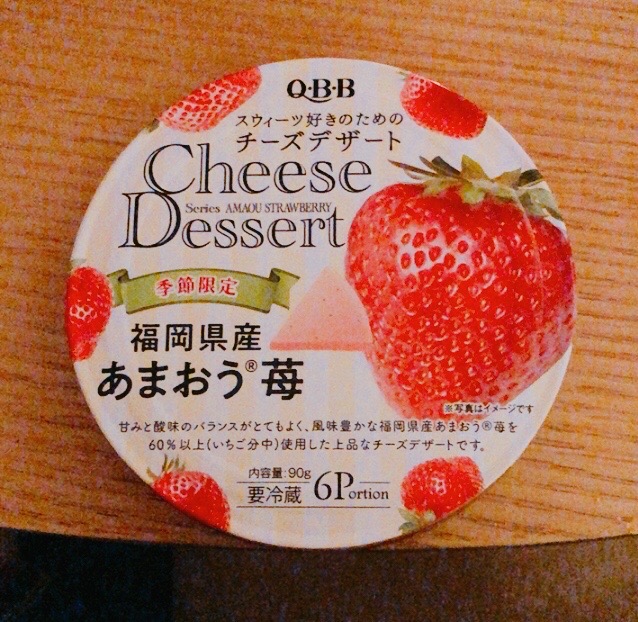 Q・B・B
スウィーツ好きのための
チーズデザート
Cheese
Series AMAOU STRAWBERRY
Dessert
季節限定
福岡県産
あまおう®苺
※写真はイメージです
甘みと酸味のバランスがとてもよく、風味豊かな福岡県産あまおう®苺を
60%以上(いちご分中)使用した上品なチーズデザートです。
内容量:90g
要冷蔵 6Portion